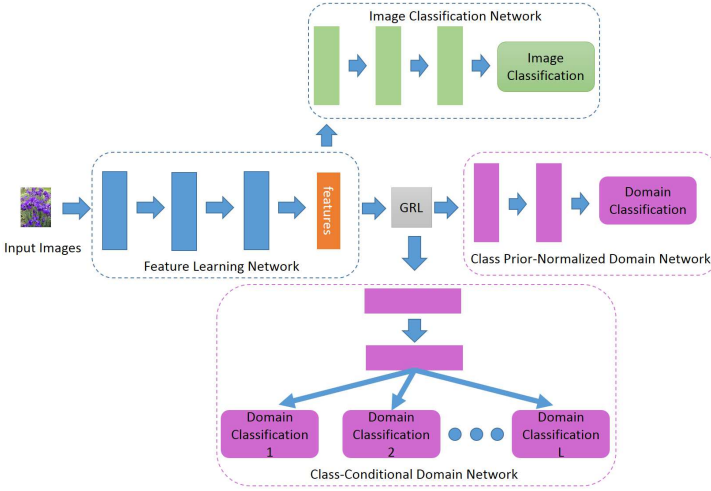 Image Classification Network
Image
Classification
Input Images
features
Feature Learning Network
GRL
Domain
Classification
Class Prior-Normalized Domain Network
Domain
Classification
1
Domain
Classification
2
Domain
Classification
L
Class-Conditional Domain Network